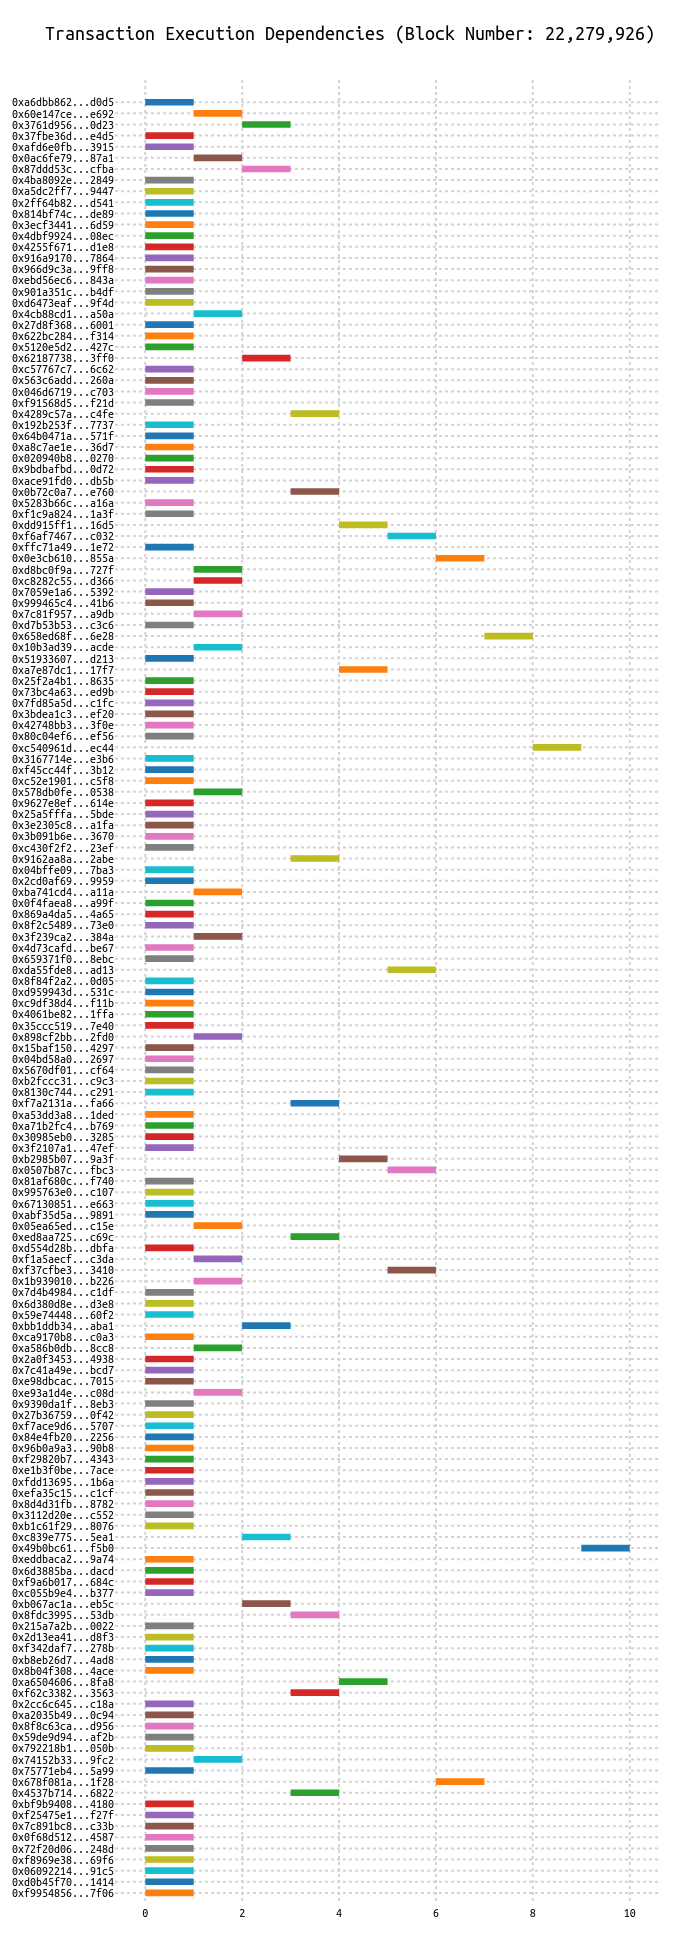 Transaction Execution Dependencies (Block Number: 22,279,926)
0xa6dbb862...d0d5
0x60e147ce...e692
0x3761d956...0d23
0x37fbe36d...e4d5
0xafd6e0fb...3915
0x0ac6fe79...87a1
0x87ddd53c...cfba
0x4ba8092e...2849
0xa5dc2ff7...9447
0x2ff64b82...d541
0x814bf74c...de89
0x3ecf3441...6d59
0x4dbf9924...08ec
0x4255f671...d1e8
0x916a9170...7864
0x966d9c3a...9ff8
0xebd56ec6...843a
0x901a351c...b4df
0xd6473eaf...9f4d
0x4cb88cd1...a50a
0x27d8f368...6001
0x622bc284...f314
0x5120e5d2...427c
0x62187738...3ff0
0xc57767c7...6c62
0x563c6add...260a
0x046d6719...c703
0xf91568d5...f21d
0x4289c57a...c4fe
0x192b253f...7737
0x64b0471a...571f
0xa8c7ae1e...36d7
0x020940b8...0270
0x9bdbafbd...0d72
0xace91fd0...db5b
0x0b72c0a7...e760
0x5283b66c...a16a
0xf1c9a824...1a3f
0xdd915ff1...16d5
0xf6af7467...c032
0xffc71a49...1e72
0x0e3cb610...855a
0xd8bc0f9a...727f
0xc8282c55...d366
0x7059e1a6...5392
0x999465c4...41b6
0x7c81f957...a9db
0xd7b53b53...c3c6
0x658ed68f...6e28
0x10b3ad39...acde
0x51933607...d213
0xa7e87dc1...17f7
0x25f2a4b1...8635
0x73bc4a63...ed9b
0x7fd85a5d...c1fc
0x3bdea1c3...ef20
0x42748bb3...3f0e
0x80c04ef6...ef56
0xc540961d...ec44
0x3167714e...e3b6
0xf45cc44f...3b12
0xc52e1901...c5f8
0x578db0fe...0538
0x9627e8ef...614e
0x25a5fffa...5bde
0x3e2305c8...a1fa
0x3b091b6e...3670
0xc430f2f2...23ef
0x9162aa8a...2abe
0x04bffe09...7ba3
0x2cd0af69...9959
0xba741cd4...a11a
0x0f4faea8...a99f
0x869a4da5...4a65
0x8f2c5489...73e0
0x3f239ca2...384a
0x4d73cafd...be67
0x659371f0...8ebc
0xda55fde8...ad13
0x8f84f2a2...0d05
0xd959943d...531c
0xc9df38d4...f11b
0x4061be82...1ffa
0x35ccc519...7e40
0x898cf2bb...2fd0
0x15baf150...4297
0x04bd58a0...2697
0x5670df01...cf64
0xb2fccc31...c9c3
0x8130c744...c291
0xf7a2131a...fa66
0xa53dd3a8...1ded
0xa71b2fc4...b769
0x30985eb0...3285
0x3f2107a1...47ef
0xb2985b07...9a3f
0x0507b87c...fbc3
0x81af680c...f740
0x995763e0...c107
0x67130851...e663
0xabf35d5a...9891
0x05ea65ed...c15e
0xed8aa725...c69c
0xd554d28b...dbfa
0xf1a5aecf...c3da
0xf37cfbe3...3410
0x1b939010...b226
0x7d4b4984...c1df
0x6d380d8e...d3e8
0x59e74448...60f2
0xbb1ddb34...aba1
0xca9170b8...c0a3
0xa586b0db...8cc8
0x2a0f3453...4938
0x7c41a49e...bcd7
0xe98dbcac...7015
0xe93a1d4e...c08d
0x9390da1f...8eb3
0x27b36759...0f42
0xf7ace9d6...5707
0x84e4fb20...2256
0x96b0a9a3...90b8
0xf29820b7...4343
0xe1b3f0be...7ace
0xfdd13695...1b6a
0xefa35c15...c1cf
0x8d4d31fb...8782
0x3112d20e...c552
0xb1c61f29...8076
0xc839e775...5ea1
0x49b0bc61...f5b0
0xeddbaca2...9a74
0x6d3885ba...dacd
0xf9a6b017...684c
0xc055b9e4...b377
0xb067ac1a...eb5c
0x8fdc3995...53db
0x215a7a2b...0022
0x2d13ea41...d8f3
0xf342daf7...278b
0xb8eb26d7...4ad8
0x8b04f308...4ace
0xa6504606...8fa8
0xf62c3382...3563
0x2cc6c645...c18a
0xa2035b49...0c94
0x8f8c63ca...d956
0x59de9d94...af2b
0x792218b1...050b
0x74152b33...9fc2
0x75771eb4...5a99
0x678f081a...1f28
0x4537b714...6822
0xbf9b9408...4180
0xf25475e1...f27f
0x7c891bc8...c33b
0x0f68d512...4587
0x72f20d06...248d
0xf8969e38...69f6
0x06092214...91c5
0xd0b45f70...1414
0xf9954856...7f06
0 2 4 6 8 10